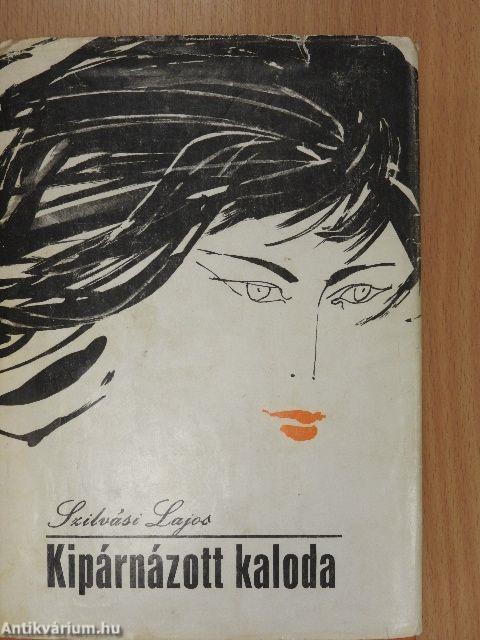 Szilvási Lajos
Kipárnázott kaloda
Antikvárium.hu